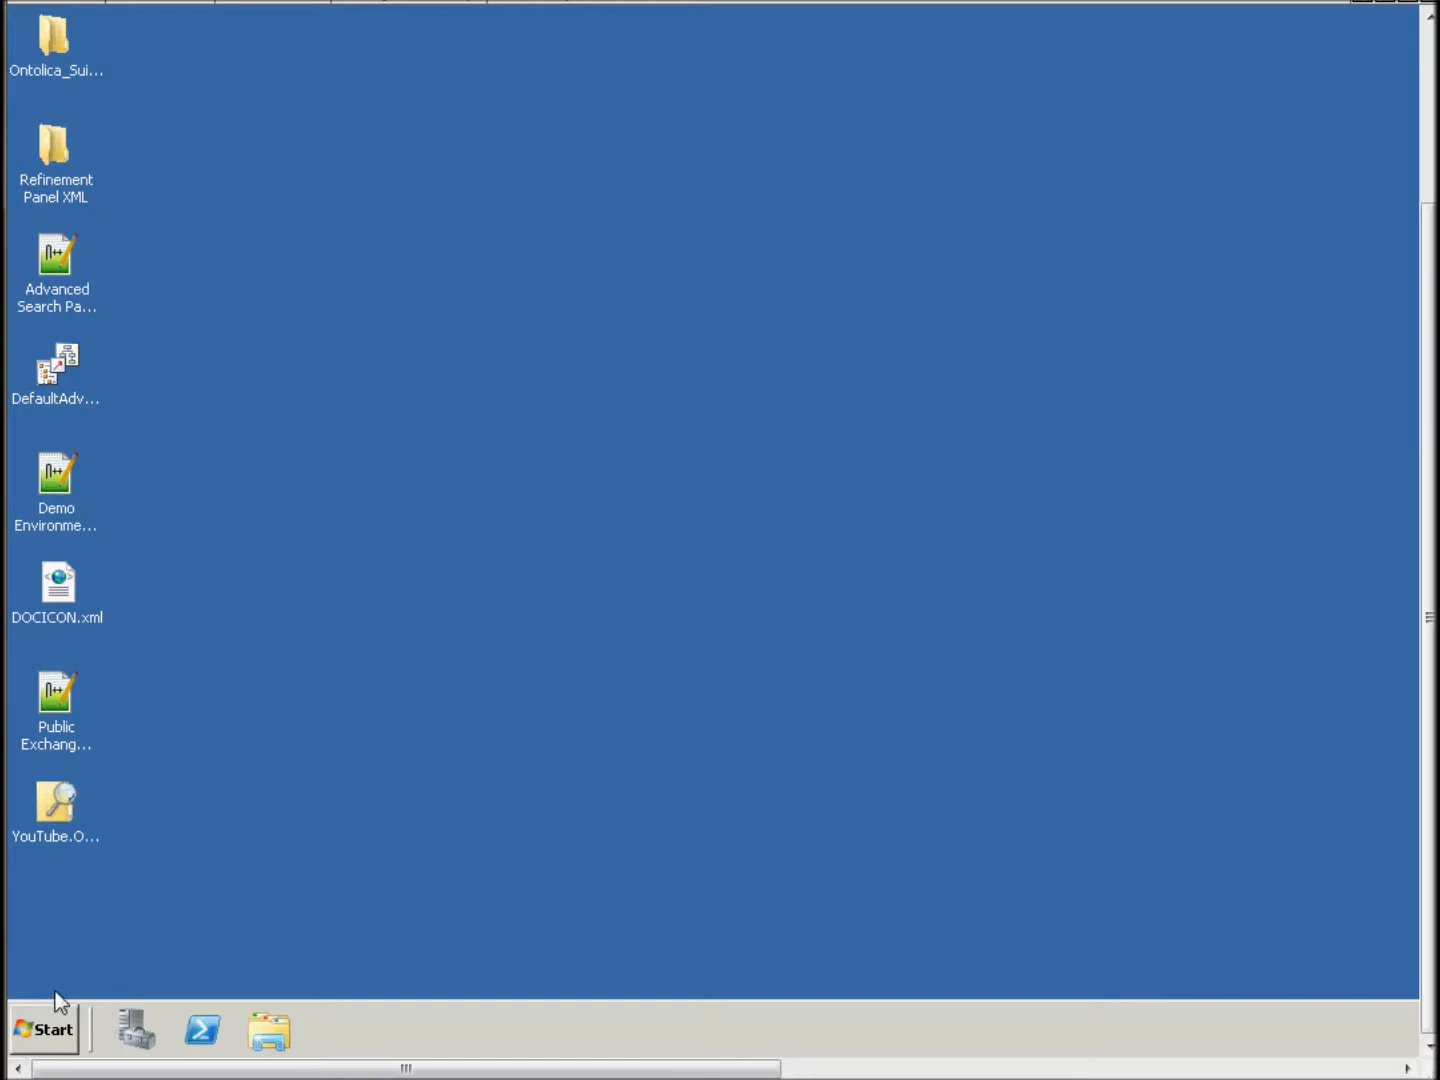 Ontolica_Sui...
Refinement
Panel XML
Advanced
Search Pa...
DefaultAdv...
Demo
Environme...
DOCICON.xml
Public
Exchang...
YouTube.O...
Start